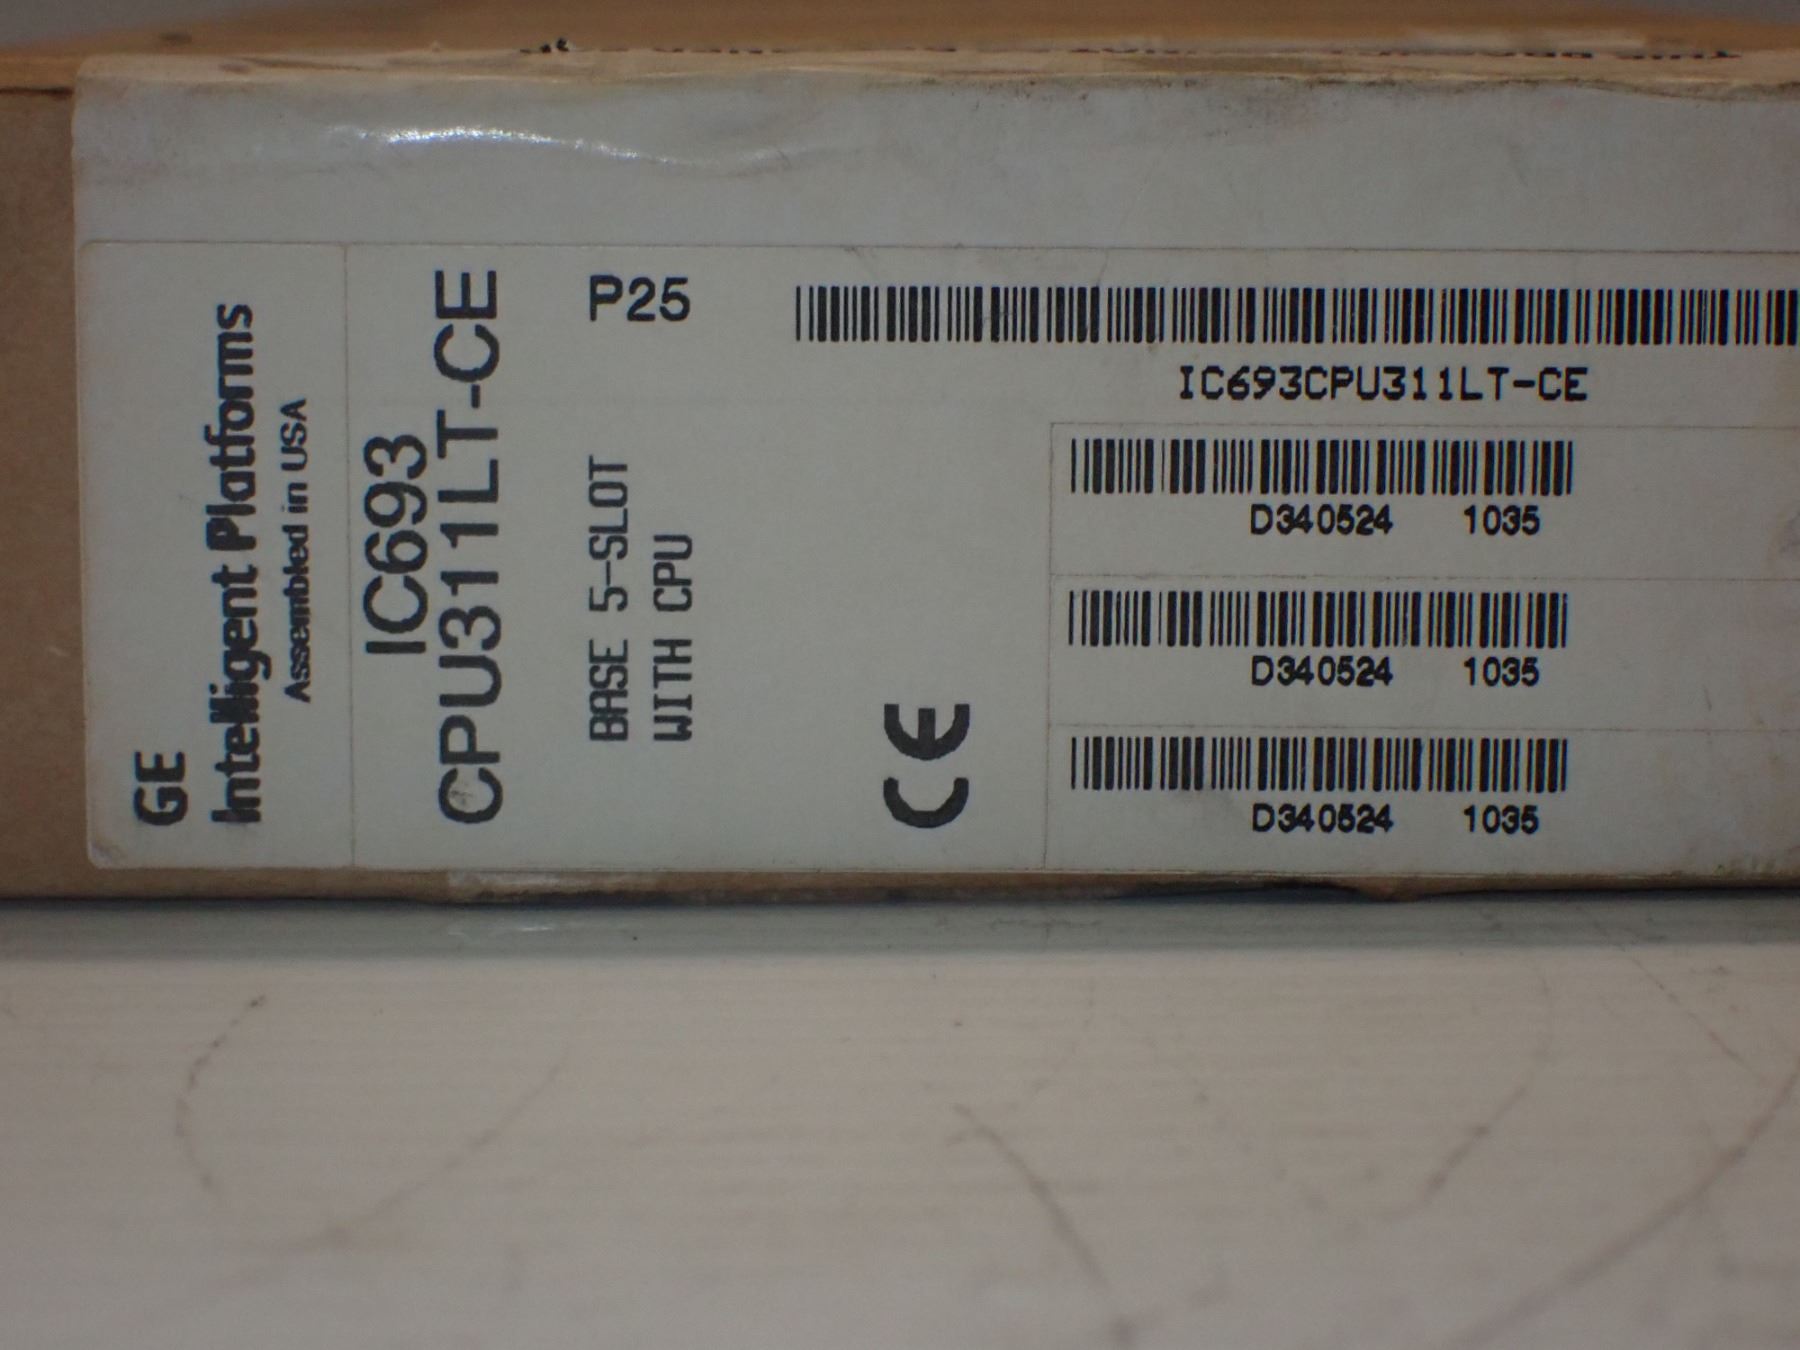 GE
Intelligent Platforms
Assembled in USA
IC693
CPU311LT-CE
P25
BASE 5-SLOT
WITH CPU
CE
IC693CPU311LT-CE
D340524 1035
D340524 1035
D340524 1035